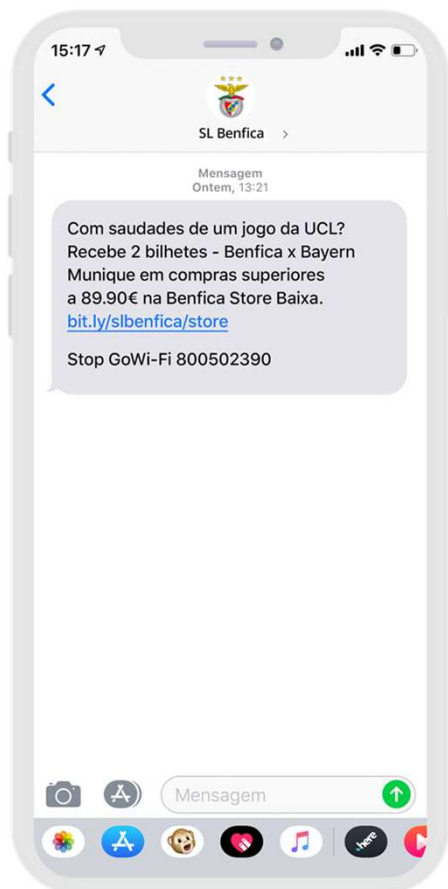 15:17
SL Benfica
Mensagem
Ontem, 13:21
Com saudades de um jogo da UCL?
Recebe 2 bilhetes - Benfica x Bayern
Munique em compras superiores
a 89.90€ na Benfica Store Baixa.
bit.ly/slbenfica/store
Stop GoWi-Fi 800502390
Mensagem
.here